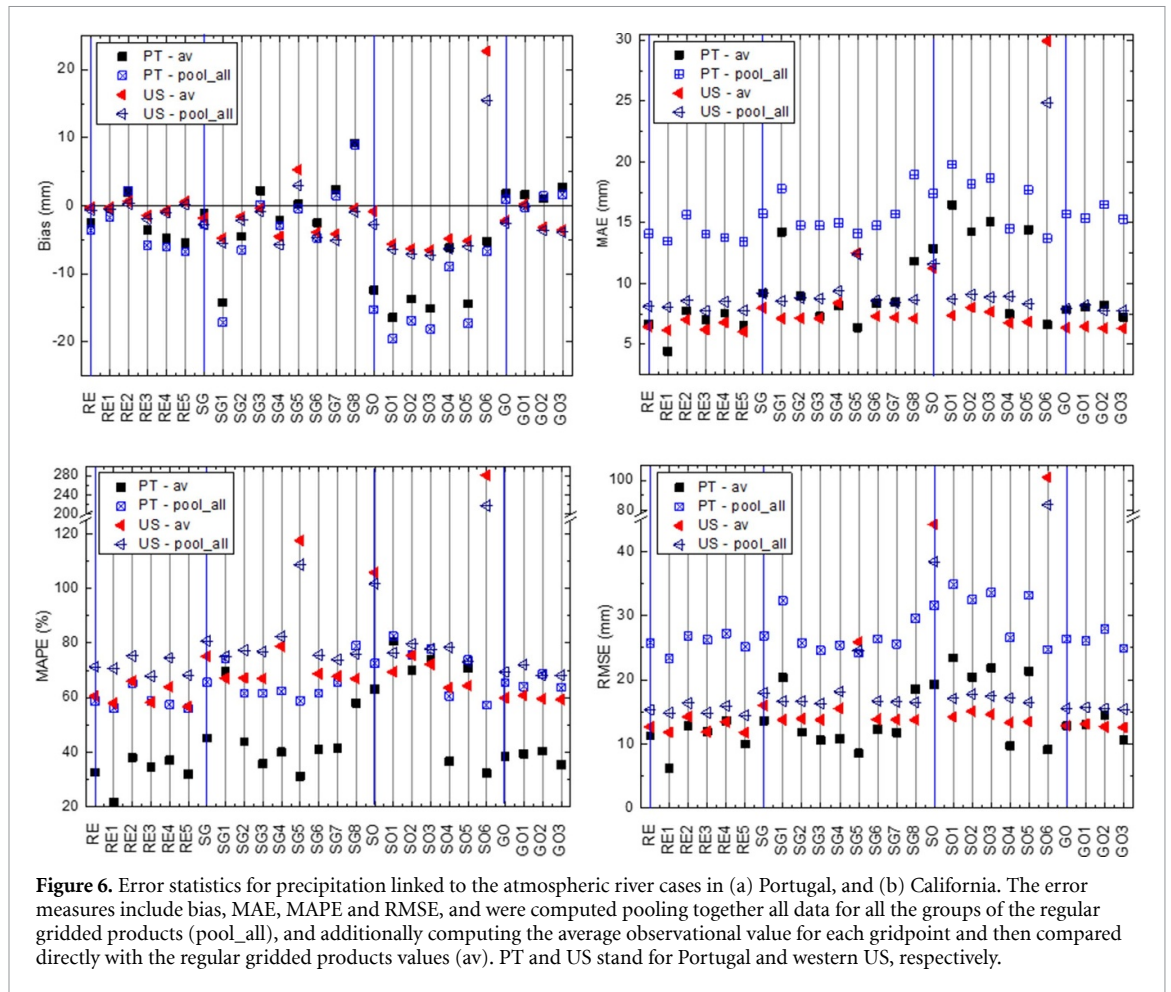 20
10
0
-10
-20
Bias (mm)
PT - av
PT - pool_all
US - av
US - pool_all
RE
RE1
RE2
RE3
RE4
RE5
SG
SG1
SG2
SG3
SG4
SG5
SG6
SG7
SG8
SO
SO1
SO2
SO3
SO4
SO5
SO6
GO
GO1
GO2
GO3
30
25
20
15
10
5
MAE (mm)
PT - av
PT - pool_all
US - av
US - pool_all
RE
RE1
RE2
RE3
RE4
RE5
SG
SG1
SG2
SG3
SG4
SG5
SG6
SG7
SG8
SO
SO1
SO2
SO3
SO4
SO5
SO6
GO
GO1
GO2
GO3
280
240
200
120
100
80
60
40
20
MAPE (%)
PT - av
PT - pool_all
US - av
US - pool_all
RE
RE1
RE2
RE3
RE4
RE5
SG
SG1
SG2
SG3
SG4
SG5
SG6
SG7
SG8
SO
SO1
SO2
SO3
SO4
SO5
SO6
GO
GO1
GO2
GO3
100
80
40
30
20
10
0
RMSE (mm)
PT - av
PT - pool_all
US - av
US - pool_all
RE
RE1
RE2
RE3
RE4
RE5
SG
SG1
SG2
SG3
SG4
SG5
SG6
SG7
SG8
SO
SO1
SO2
SO3
SO4
SO5
SO6
GO
GO1
GO2
GO3
Figure 6. Error statistics for precipitation linked to the atmospheric river cases in (a) Portugal, and (b) California. The error
measures include bias, MAE, MAPE and RMSE, and were computed pooling together all data for all the groups of the regular
gridded products (pool_all), and additionally computing the average observational value for each gridpoint and then compared
directly with the regular gridded products values (av). PT and US stand for Portugal and western US, respectively.